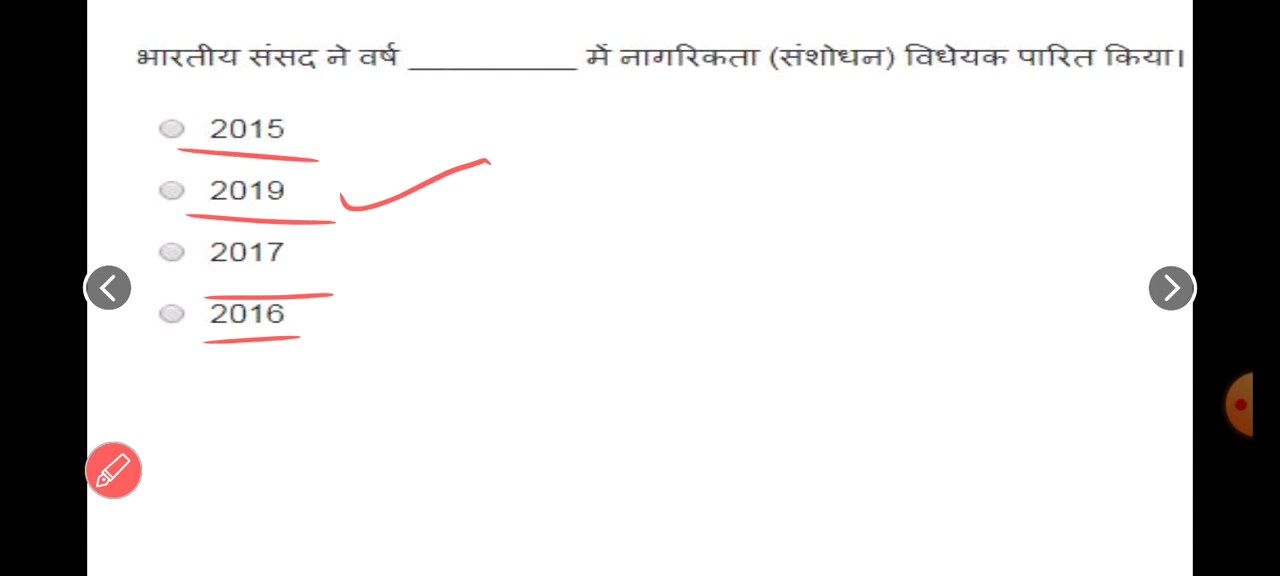 भारतीय संसद ने वर्ष ___________ में नागरिकता (संशोधन) विधेयक पारित किया।
2015
2019
2017
2016